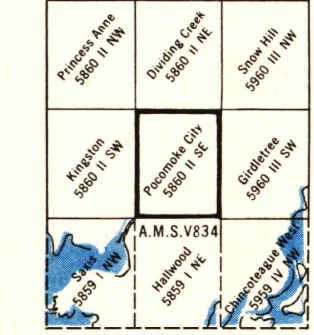 Princess Anne
5860 II NW
Dividing Creek
5860 II NE
Snow Hill
5960 III NW
Kingston
5860 II SW
Pocomoke City
5860 II SE
Girdletree
5960 III SW
A.M.S.V834
Saxis
5859 I NW
Hallwood
5859 I NE
Chincoteague West
5959 IV NW